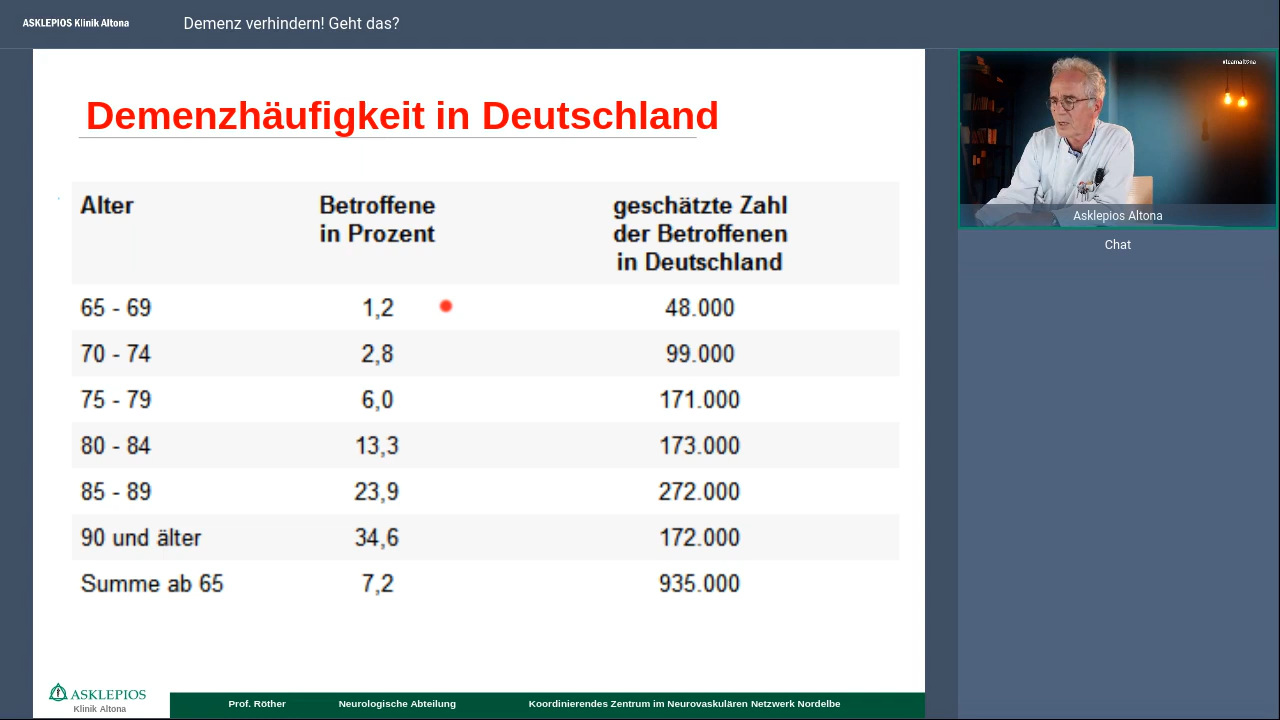 ASKLEPIOS Klinik Altona
Demenz verhindern! Geht das?
Demenzhäufigkeit in Deutschland
Alter Betroffene in Prozent geschätzte Zahl der Betroffenen in Deutschland
65 - 69 1,2 48.000
70 - 74 2,8 99.000
75 - 79 6,0 171.000
80 - 84 13,3 173.000
85 - 89 23,9 272.000
90 und älter 34,6 172.000
Summe ab 65 7,2 935.000
ASKLEPIOS
Klinik Altona
Prof. Röther Neurologische Abteilung Koordinierendes Zentrum im Neurovaskulären Netzwerk Nordelbe
#teamaltona
Asklepios Altona
Chat